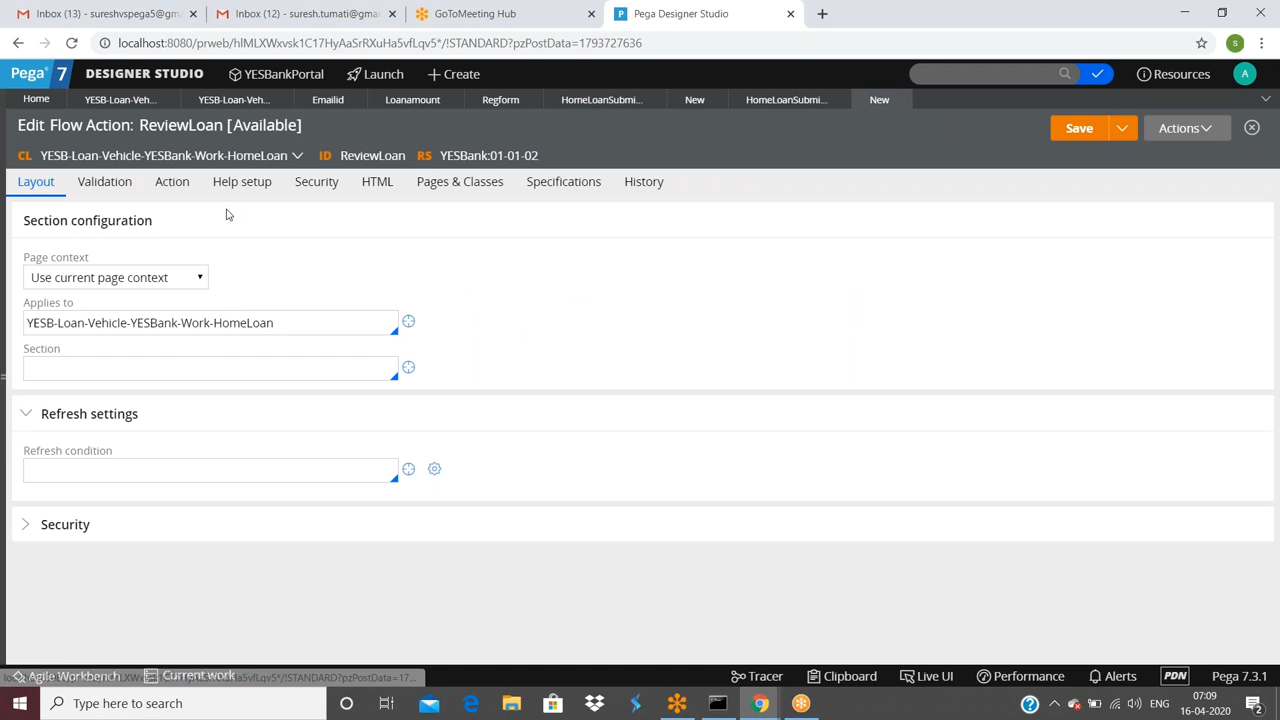 Inbox (13) - sureshvspega5@gm
Inbox (12) - suresh.tumati@gmai
GoToMeeting Hub
Pega Designer Studio
localhost:8080/prweb/hlMLXWxvsk1C17HyAaSrRXuHa5vfLqv5*/!STANDARD?pzPostData=1793727636
S
Pega 7 DESIGNER STUDIO YESBankPortal Launch Create Resources A
Home YESB-Loan-Veh... YESB-Loan-Veh... Emailid Loanamount Regform HomeLoanSubmi... New HomeLoanSubmi... New
Edit Flow Action: ReviewLoan [Available]
Save Actions
CL YESB-Loan-Vehicle-YESBank-Work-HomeLoan ID ReviewLoan RS YESBank:01-01-02
Layout Validation Action Help setup Security HTML Pages & Classes Specifications History
Section configuration
Page context
Use current page context
Applies to
YESB-Loan-Vehicle-YESBank-Work-HomeLoan
Section
Refresh settings
Refresh condition
Security
Agile Workbench Current work
Tracer Clipboard Live UI Performance Alerts PDN Pega 7.3.1
Type here to search
ENG
07:09
16-04-2020
2